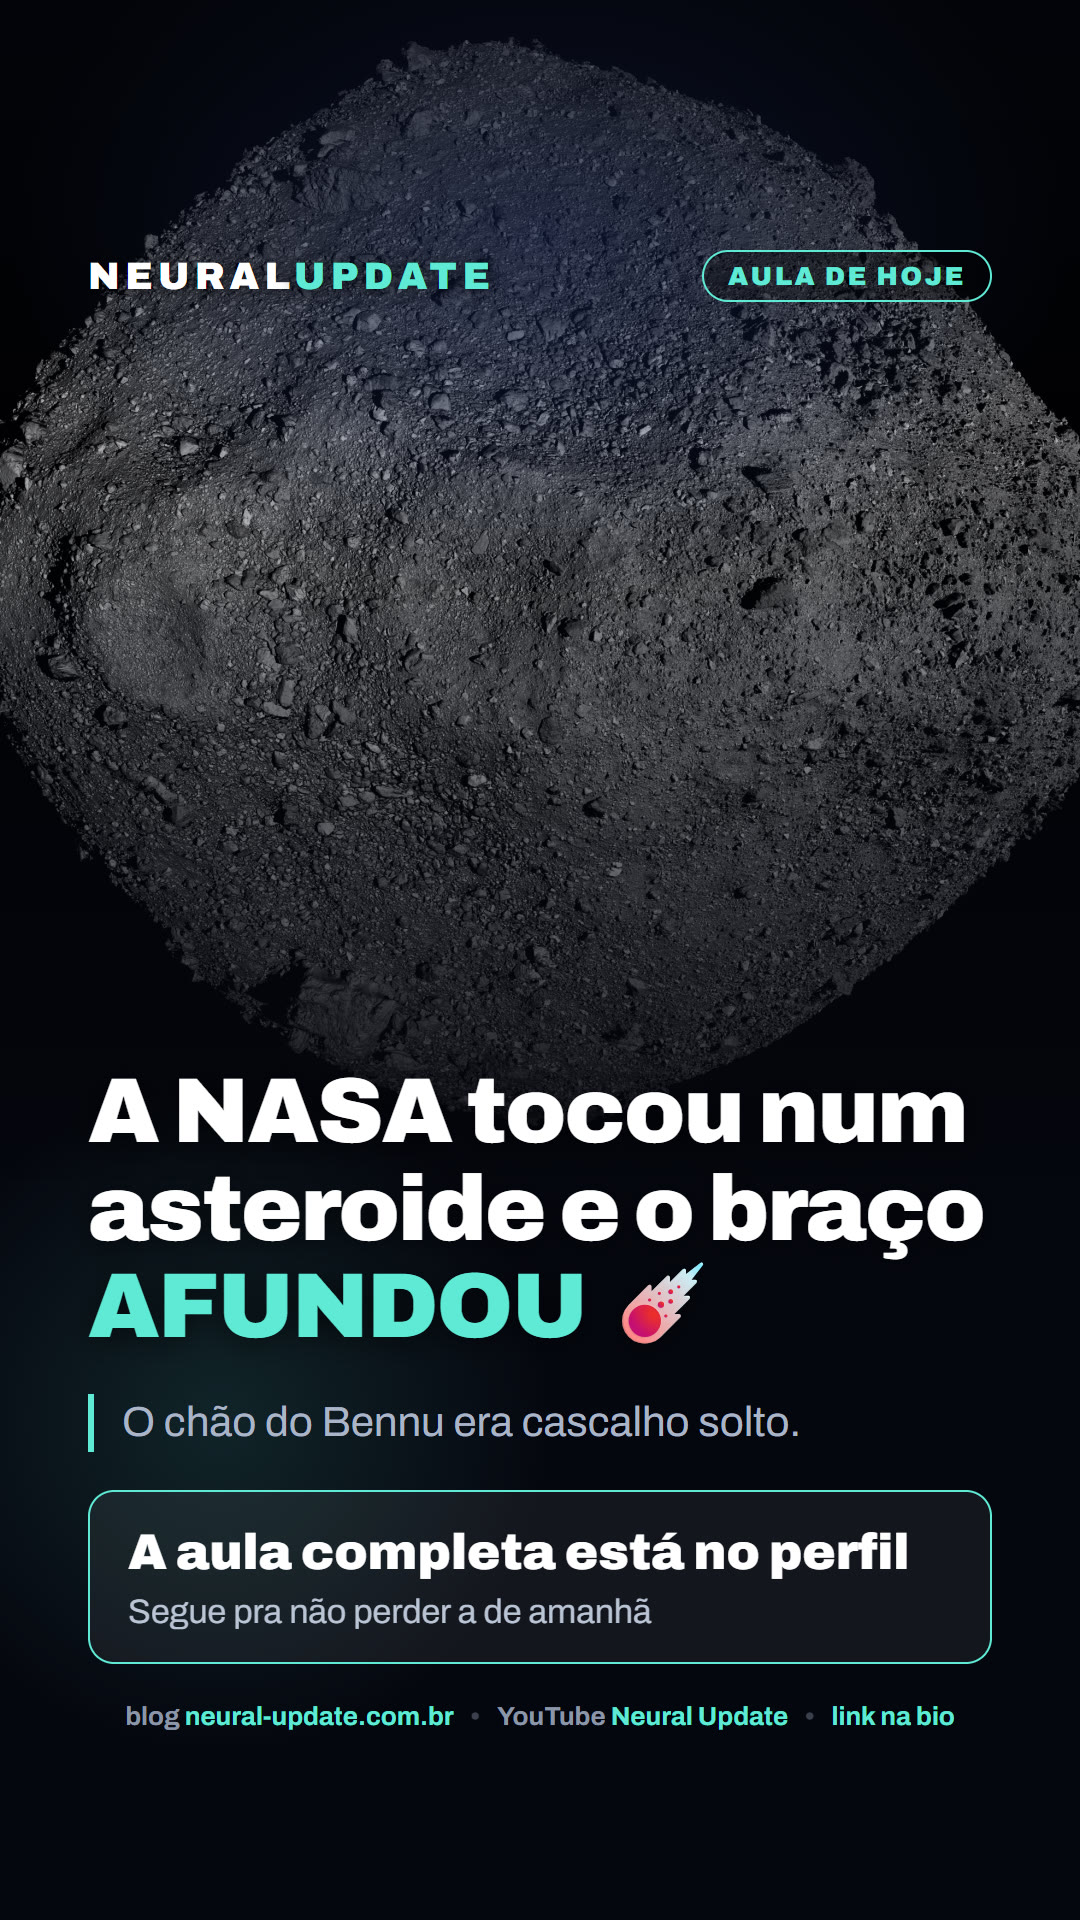 NEURALUPDATE
AULA DE HOJE
A NASA tocou num
asteroide e o braço
AFUNDOU
O chão do Bennu era cascalho solto.
A aula completa está no perfil
Segue pra não perder a de amanhã
blog neural-update.com.br • YouTube Neural Update • link na bio